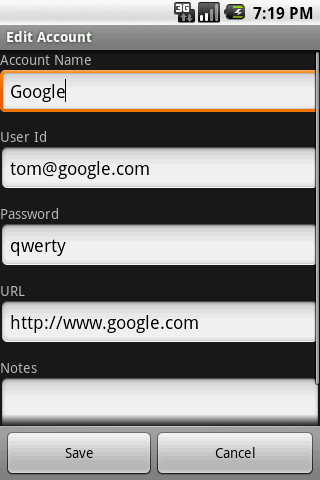 3G 7:19 PM
Edit Account
Account Name
Google
User Id
tom@google.com
Password
qwerty
URL
http://www.google.com
Notes
Save Cancel